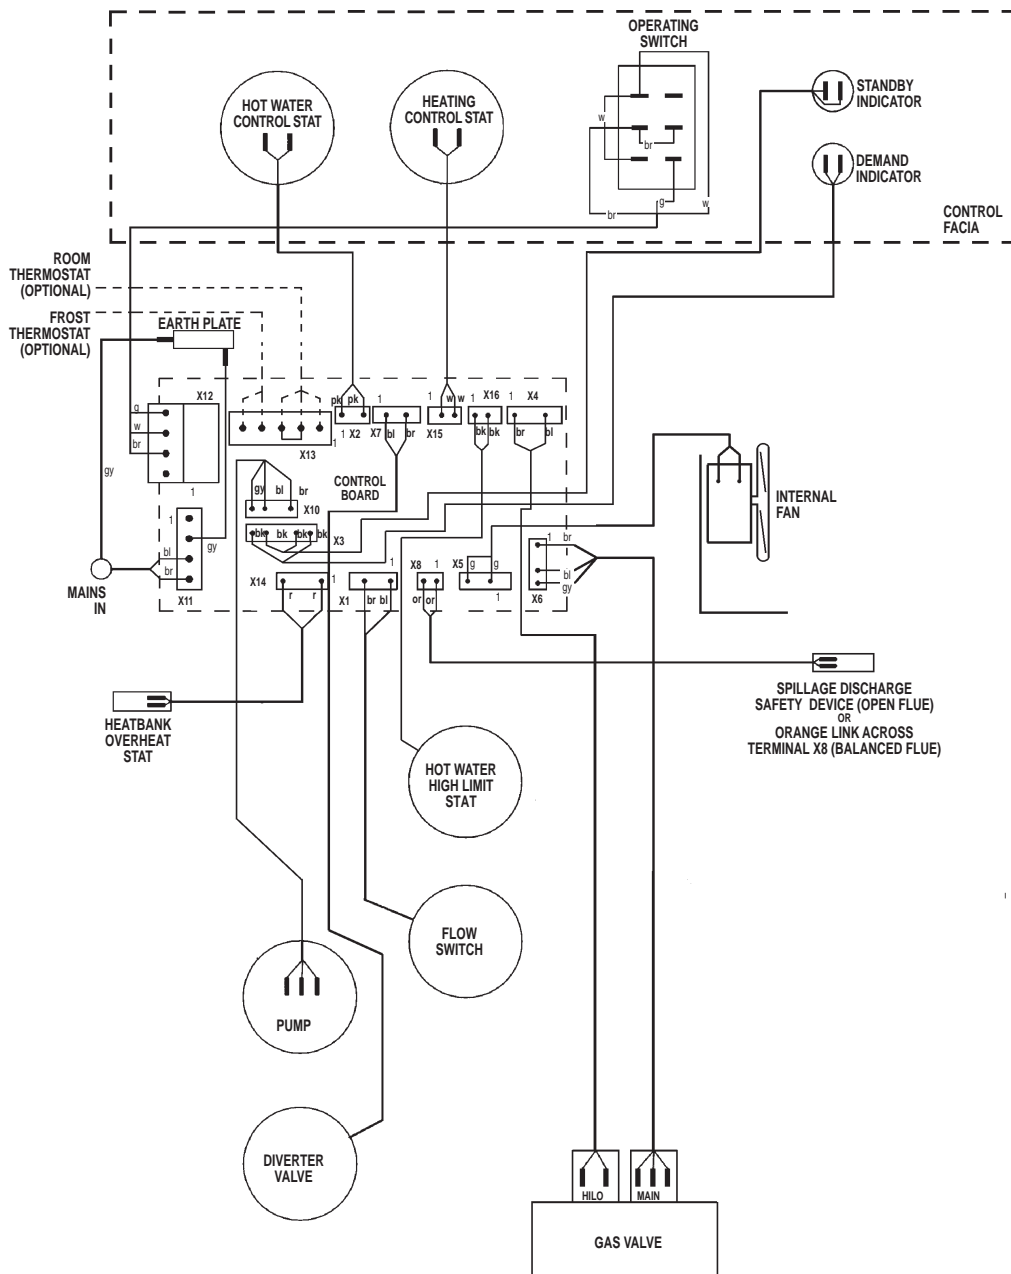 OPERATING
SWITCH
HOT WATER
CONTROL STAT
HEATING
CONTROL STAT
STANDBY
INDICATOR
w
br
DEMAND
INDICATOR
g
br
w
CONTROL
FACIA
ROOM
THERMOSTAT
(OPTIONAL)
FROST
THERMOSTAT
(OPTIONAL)
EARTH PLATE
X12
g
w
br
1
X13
1
pk pk
1 X2
1
X7 bl br
1 w w
X15
1 X16
bk bk
1 X4
br bl
gy
CONTROL
BOARD
INTERNAL
FAN
gy bl br
X10
bk bk bk bk
X3
1
gy
bl
br
X11
MAINS
IN
X14
1
r r
1
X1 br bl
X8 1
or or
X5 g g
1
1 br
bl
gy
X6
HEATBANK
OVERHEAT
STAT
SPILLAGE DISCHARGE
SAFETY DEVICE (OPEN FLUE)
OR
ORANGE LINK ACROSS
TERMINAL X8 (BALANCED FLUE)
HOT WATER
HIGH LIMIT
STAT
FLOW
SWITCH
PUMP
DIVERTER
VALVE
HILO
MAIN
GAS VALVE